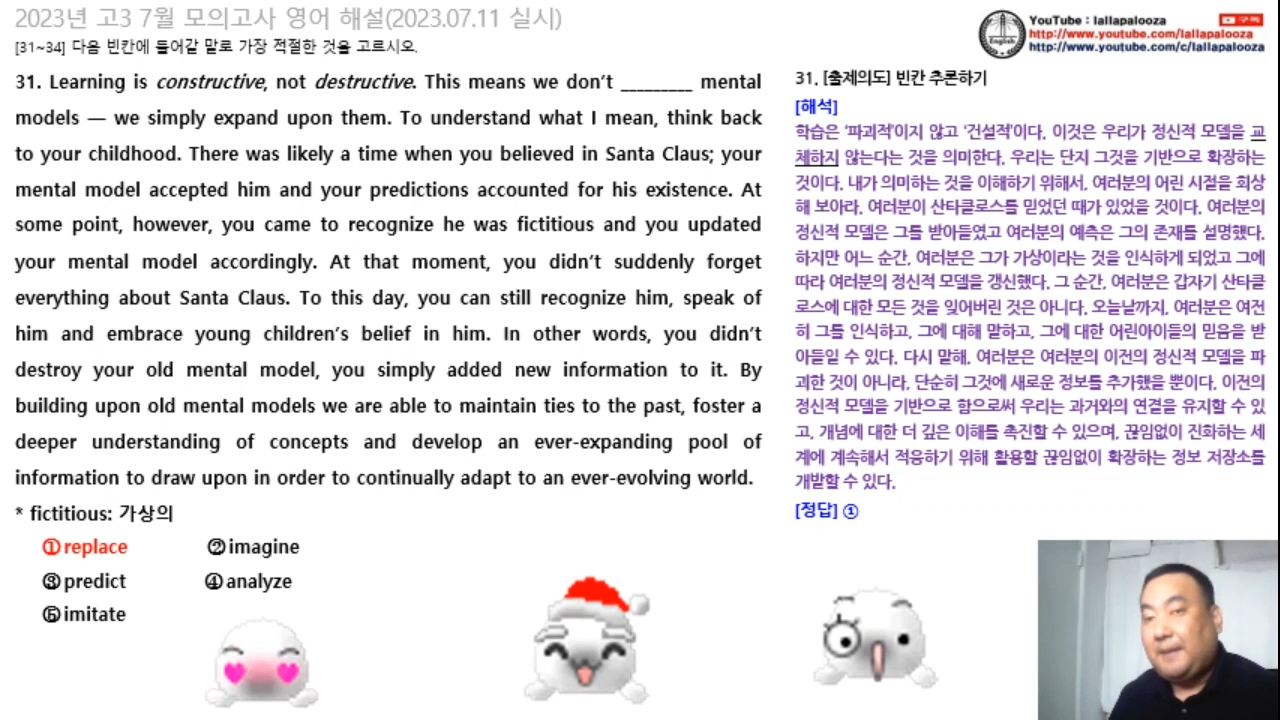 2023년 고3 7월 모의고사 영어 해설(2023.07.11 실시)
[31~34] 다음 빈칸에 들어갈 말로 가장 적절한 것을 고르시오.
YouTube : lallapalooza
구독
http://www.youtube.com/lallapalooza
http://www.youtube.com/c/lallapalooza
English
31. Learning is constructive, not destructive. This means we don't _________ mental
models — we simply expand upon them. To understand what I mean, think back
to your childhood. There was likely a time when you believed in Santa Claus; your
mental model accepted him and your predictions accounted for his existence. At
some point, however, you came to recognize he was fictitious and you updated
your mental model accordingly. At that moment, you didn't suddenly forget
everything about Santa Claus. To this day, you can still recognize him, speak of
him and embrace young children's belief in him. In other words, you didn't
destroy your old mental model, you simply added new information to it. By
building upon old mental models we are able to maintain ties to the past, foster a
deeper understanding of concepts and develop an ever-expanding pool of
information to draw upon in order to continually adapt to an ever-evolving world.
* fictitious: 가상의
①replace ②imagine
③predict ④analyze
⑤imitate
31. [출제의도] 빈칸 추론하기
[해석]
학습은 '파괴적'이지 않고 '건설적'이다. 이것은 우리가 정신적 모델을 교
체하지 않는다는 것을 의미한다. 우리는 단지 그것을 기반으로 확장하는
것이다. 내가 의미하는 것을 이해하기 위해서, 여러분의 어린 시절을 회상
해 보아라. 여러분이 산타클로스를 믿었던 때가 있었을 것이다. 여러분의
정신적 모델은 그를 받아들였고 여러분의 예측은 그의 존재를 설명했다.
하지만 어느 순간, 여러분은 그가 가상이라는 것을 인식하게 되었고 그에
따라 여러분의 정신적 모델을 갱신했다. 그 순간, 여러분은 갑자기 산타클
로스에 대한 모든 것을 잊어버린 것은 아니다. 오늘날까지, 여러분은 여전
히 그를 인식하고, 그에 대해 말하고, 그에 대한 어린아이들의 믿음을 받
아들일 수 있다. 다시 말해, 여러분은 여러분의 이전의 정신적 모델을 파
괴한 것이 아니라, 단순히 그것에 새로운 정보를 추가했을 뿐이다. 이전의
정신적 모델을 기반으로 함으로써 우리는 과거와의 연결을 유지할 수 있
고, 개념에 대한 더 깊은 이해를 촉진할 수 있으며, 끊임없이 진화하는 세
계에 계속해서 적응하기 위해 활용할 끊임없이 확장하는 정보 저장소를
개발할 수 있다.
[정답] ①